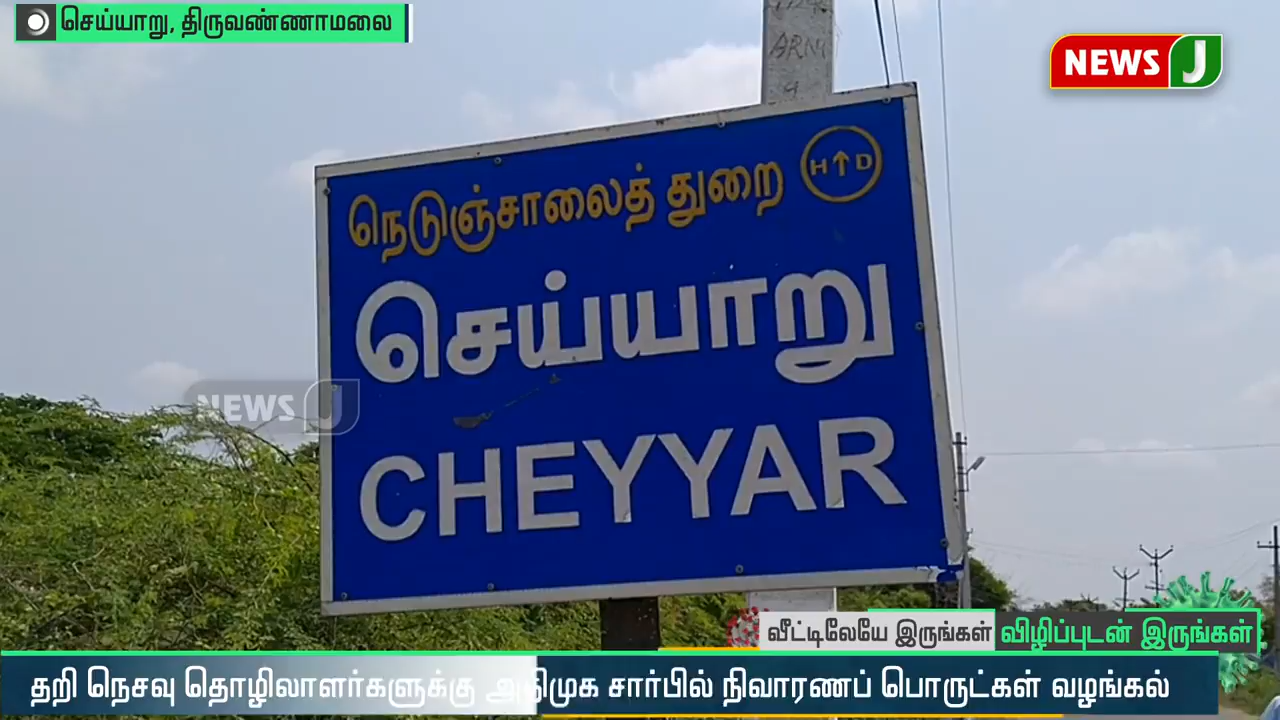 செய்யாறு, திருவண்ணாமலை
NEWS J
ARNI
நெடுஞ்சாலைத் துறை
H D
செய்யாறு
NEWS J
CHEYYAR
வீட்டிலேயே இருங்கள் விழிப்புடன் இருங்கள்
தறி நெசவு தொழிலாளர்களுக்கு அதிமுக சார்பில் நிவாரணப் பொருட்கள் வழங்கல்